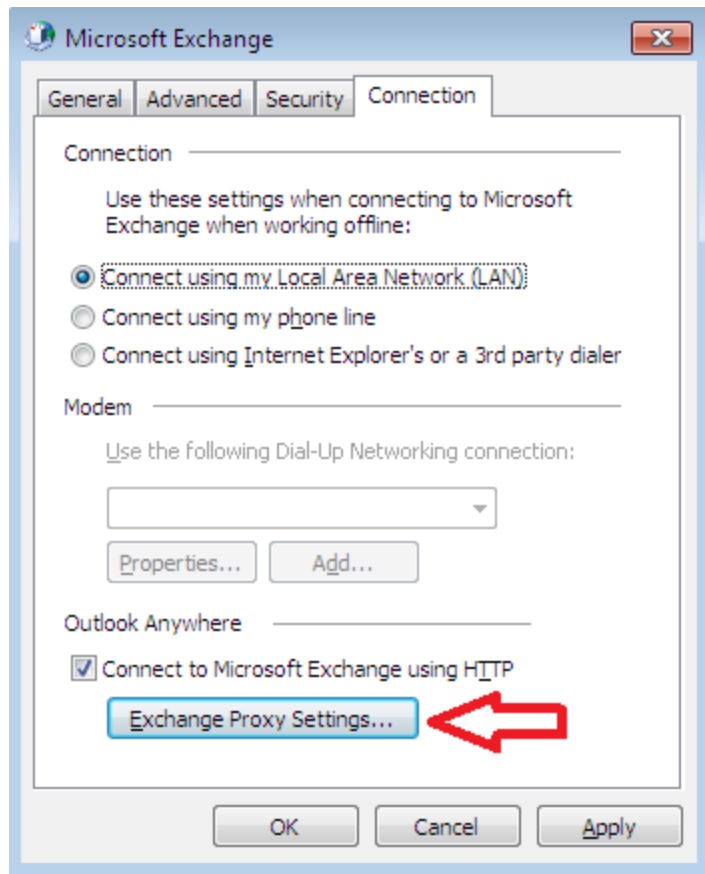 Microsoft Exchange
General Advanced Security Connection
Connection
Use these settings when connecting to Microsoft
Exchange when working offline:
Connect using my Local Area Network (LAN)
Connect using my phone line
Connect using Internet Explorer's or a 3rd party dialer
Modem
Use the following Dial-Up Networking connection:
Properties... Add...
Outlook Anywhere
Connect to Microsoft Exchange using HTTP
Exchange Proxy Settings...
OK Cancel Apply